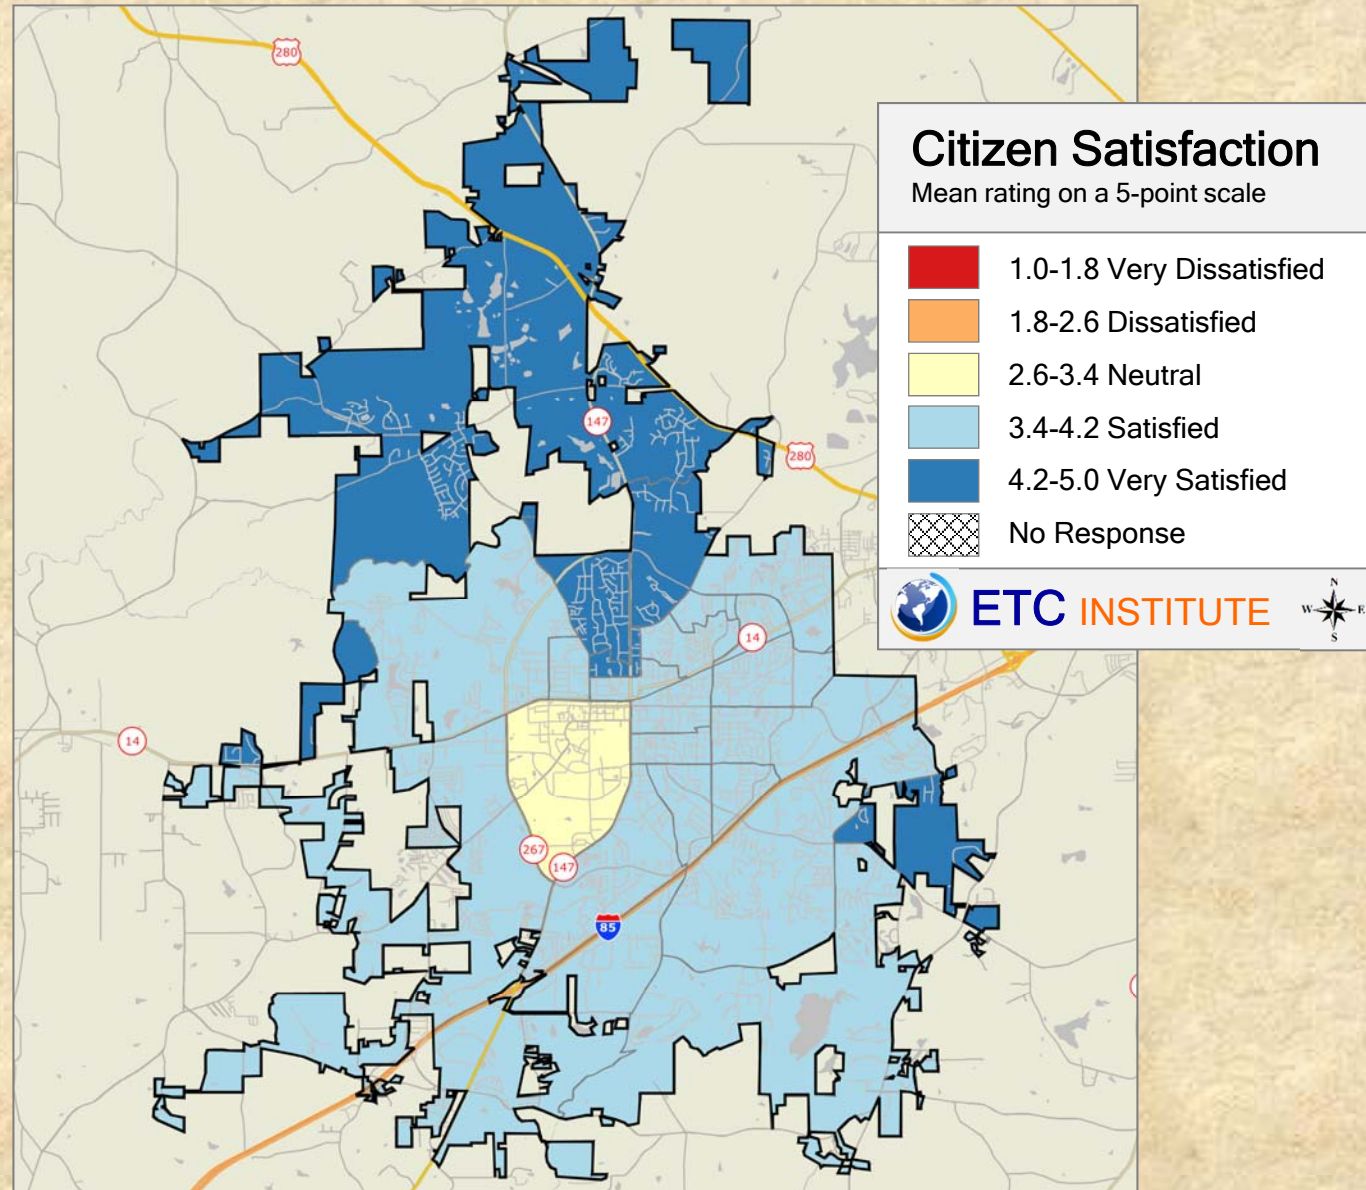 280
Citizen Satisfaction
Mean rating on a 5-point scale
1.0-1.8 Very Dissatisfied
1.8-2.6 Dissatisfied
2.6-3.4 Neutral
3.4-4.2 Satisfied
4.2-5.0 Very Satisfied
No Response
ETC INSTITUTE
N
W E
S
147
280
14
14
267
147
85